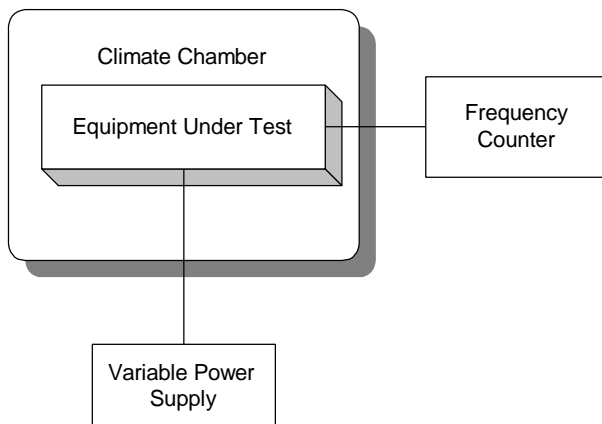 Climate Chamber
Equipment Under Test
Frequency
Counter
Variable Power
Supply